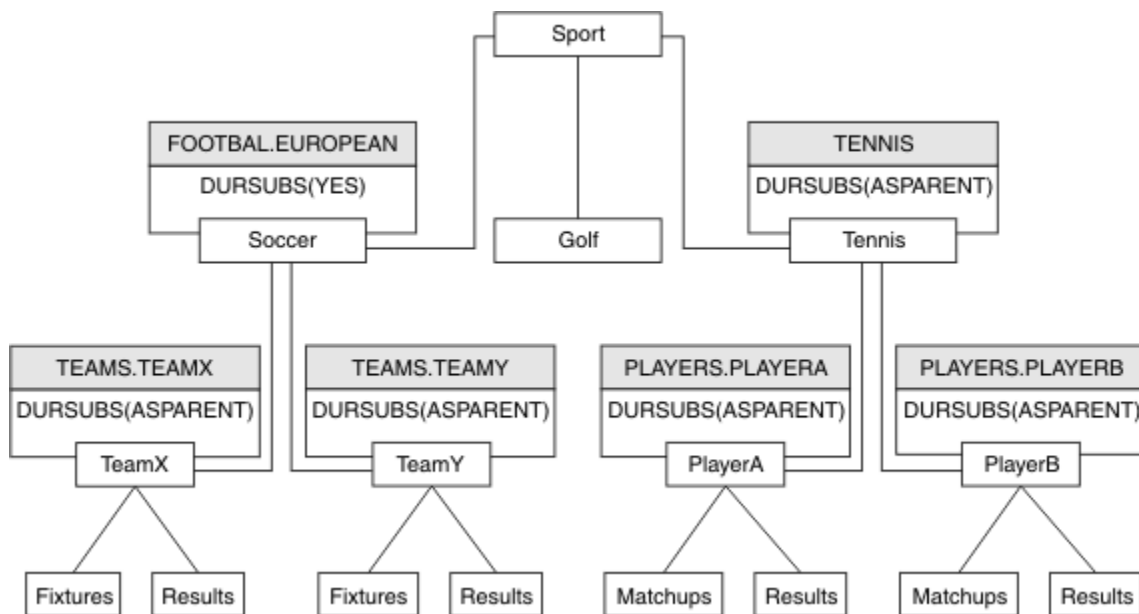 Sport
FOOTBAL.EUROPEAN
TENNIS
DURSUBS(YES)
DURSUBS(ASPARENT)
Soccer
Golf
Tennis
TEAMS.TEAMX
TEAMS.TEAMY
PLAYERS.PLAYERA
PLAYERS.PLAYERB
DURSUBS(ASPARENT)
DURSUBS(ASPARENT)
DURSUBS(ASPARENT)
DURSUBS(ASPARENT)
TeamX
TeamY
PlayerA
PlayerB
Fixtures
Results
Fixtures
Results
Matchups
Results
Matchups
Results